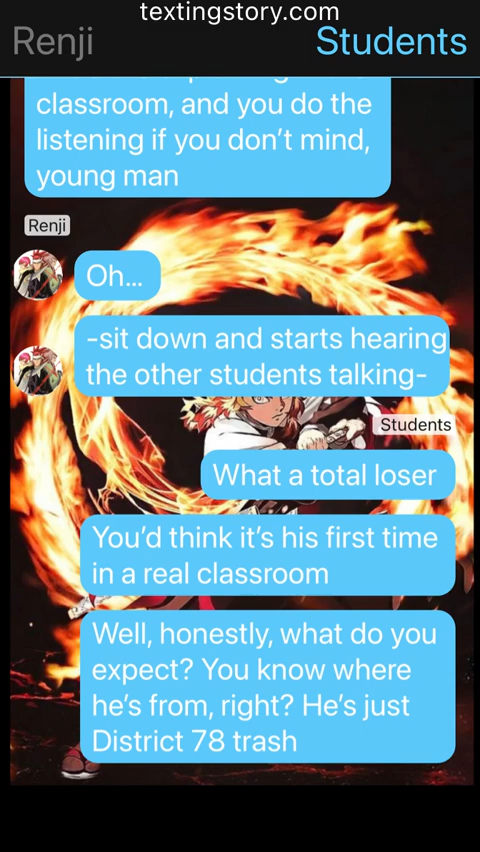 textingstory.com
Renji
Students
classroom, and you do the
listening if you don't mind,
young man
Renji
Oh...
-sit down and starts hearing
the other students talking-
Students
What a total loser
You'd think it's his first time
in a real classroom
Well, honestly, what do you
expect? You know where
he's from, right? He's just
District 78 trash